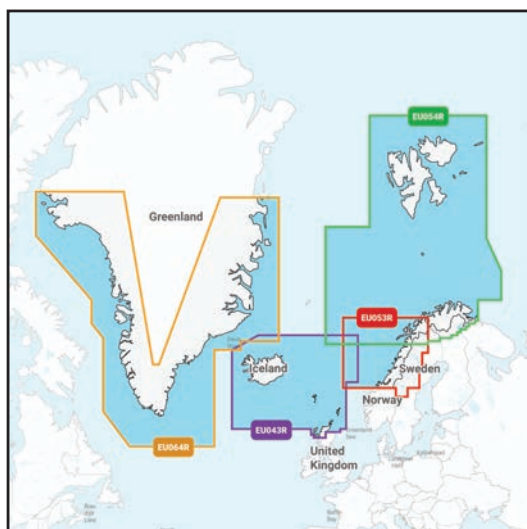 EU054R
Greenland
EU053R
Iceland
Sweden
Norway
EU043R
EU064R
United
Kingdom